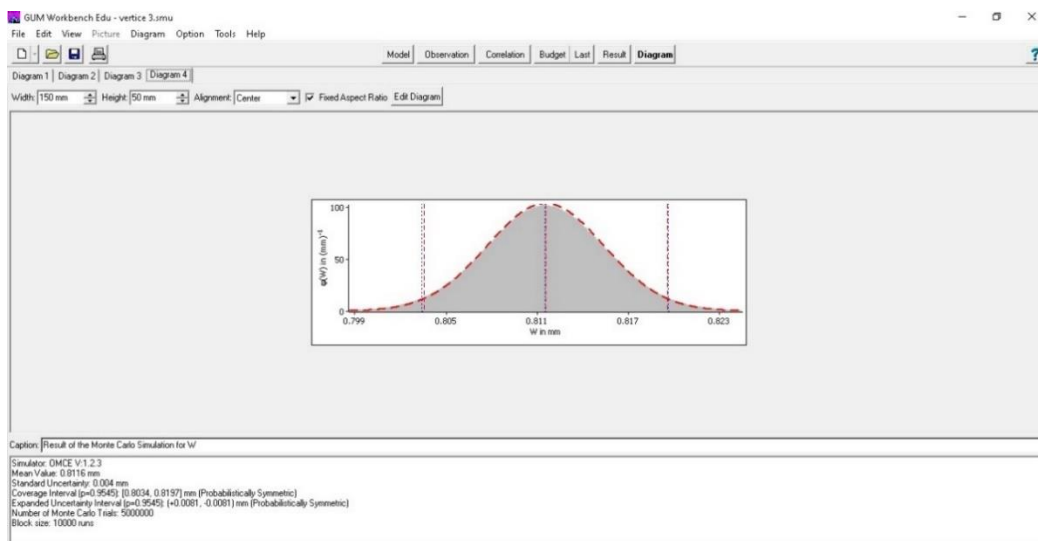 GUM Workbench Edu - vertice 3.smu
File Edit View Picture Diagram Option Tools Help
Model Observation Correlation Budget Last Result Diagram ?
Diagram 1 Diagram 2 Diagram 3 Diagram 4
Width: 150 mm Height: 50 mm Alignment: Center Fixed Aspect Ratio Edit Diagram
100
50
0
φ(W) in (mm)⁻¹
0.799 0.805 0.811 0.817 0.823
W in mm
Caption: Result of the Monte Carlo Simulation for W
Simulator: OMCE V:1.2.3
Mean Value: 0.8116 mm
Standard Uncertainty: 0.004 mm
Coverage Interval (p=0.9545): [0.8034, 0.8197] mm (Probabilistically Symmetric)
Expanded Uncertainty Interval (p=0.9545): (+0.0081, -0.0081) mm (Probabilistically Symmetric)
Number of Monte Carlo Trials: 5000000
Block size: 10000 runs